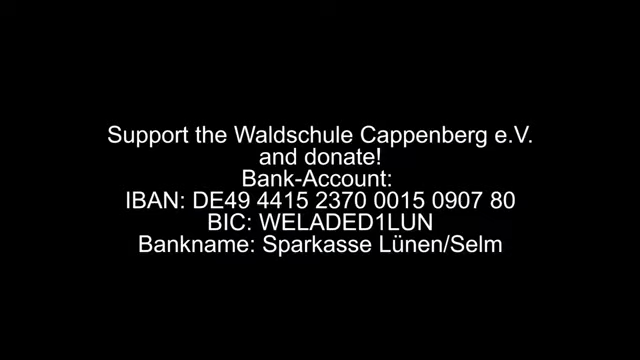 Support the Waldschule Cappenberg e.V.
and donate!
Bank-Account:
IBAN: DE49 4415 2370 0015 0907 80
BIC: WELADED1LUN
Bankname: Sparkasse Lünen/Selm